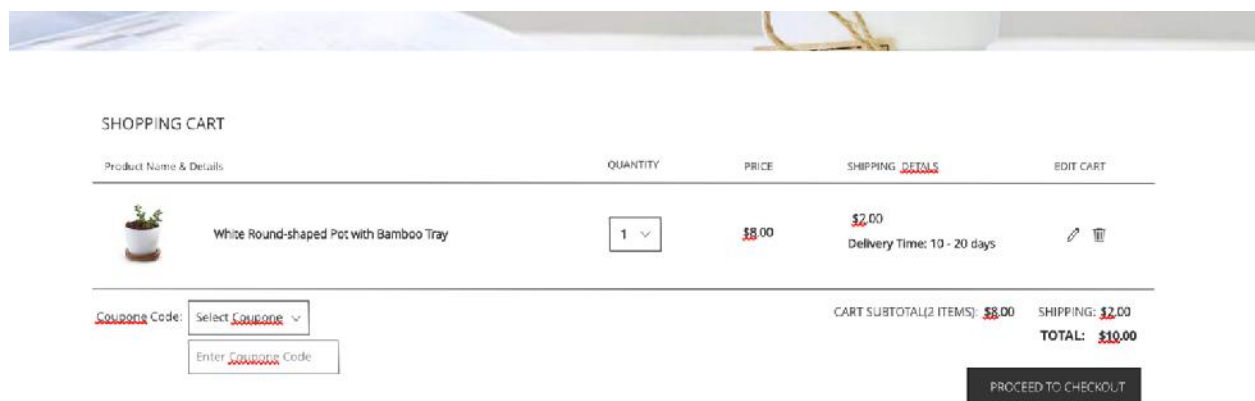 SHOPPING CART
Product Name & Details QUANTITY PRICE SHIPPING DETALS EDIT CART
White Round-shaped Pot with Bamboo Tray 1 $8.00 $2.00
Delivery Time: 10 - 20 days
Coupone Code: Select Coupone CART SUBTOTAL(2 ITEMS): $8.00 SHIPPING: $2.00
TOTAL: $10.00
Enter Coupone Code
PROCEED TO CHECKOUT